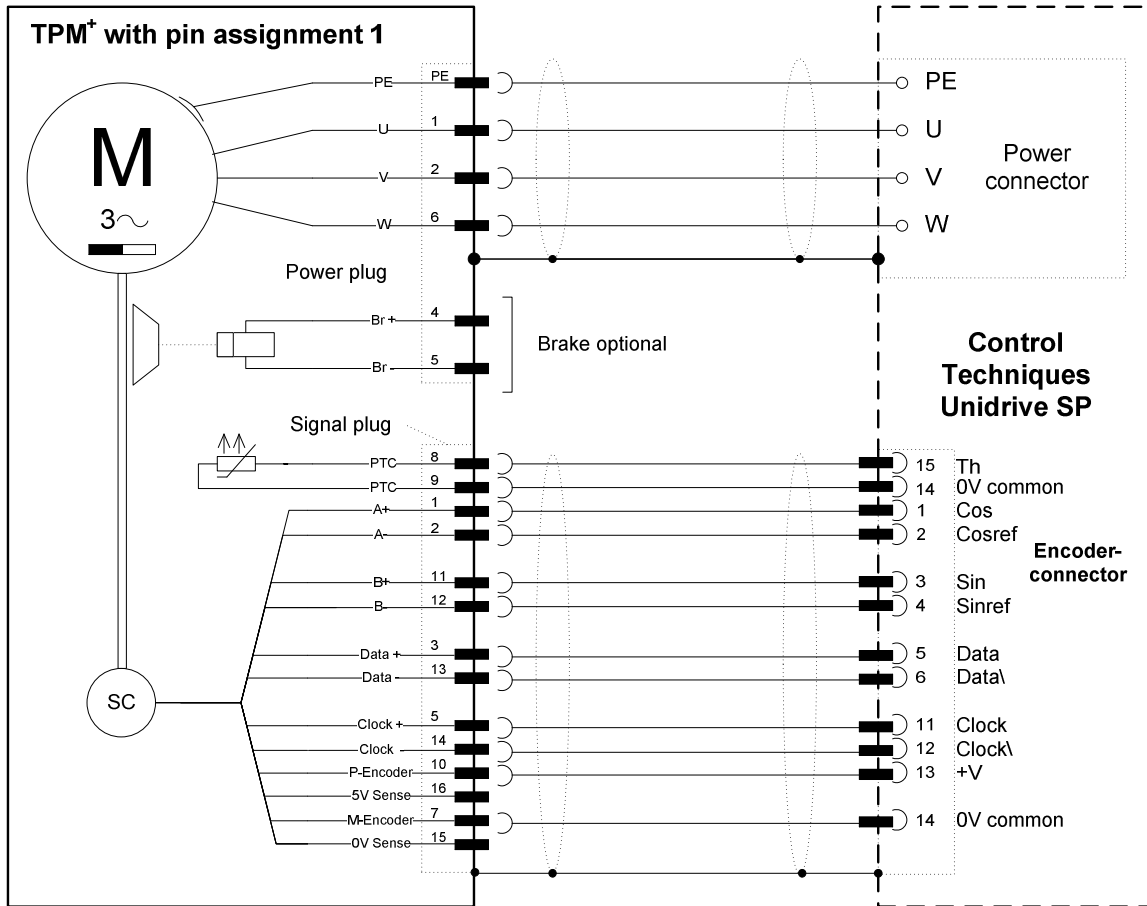 TPM+ with pin assignment 1
M
3
PE PE
U 1
V 2
W 6
PE
U
V
W
Power
connector
Power plug
Br+ 4
Br- 5
Brake optional
Control
Techniques
Unidrive SP
Signal plug
PTC 8 15 Th
PTC 9 14 0V common
A+ 1 1 Cos
A- 2 2 Cosref
Encoder-
connector
B+ 11 3 Sin
B- 12 4 Sinref
Data + 3 5 Data
Data - 13 6 Data\
SC
Clock + 5 11 Clock
Clock - 14 12 Clock\
P-Encoder 10 13 +V
5V Sense 16
M-Encoder 7 14 0V common
0V Sense 15